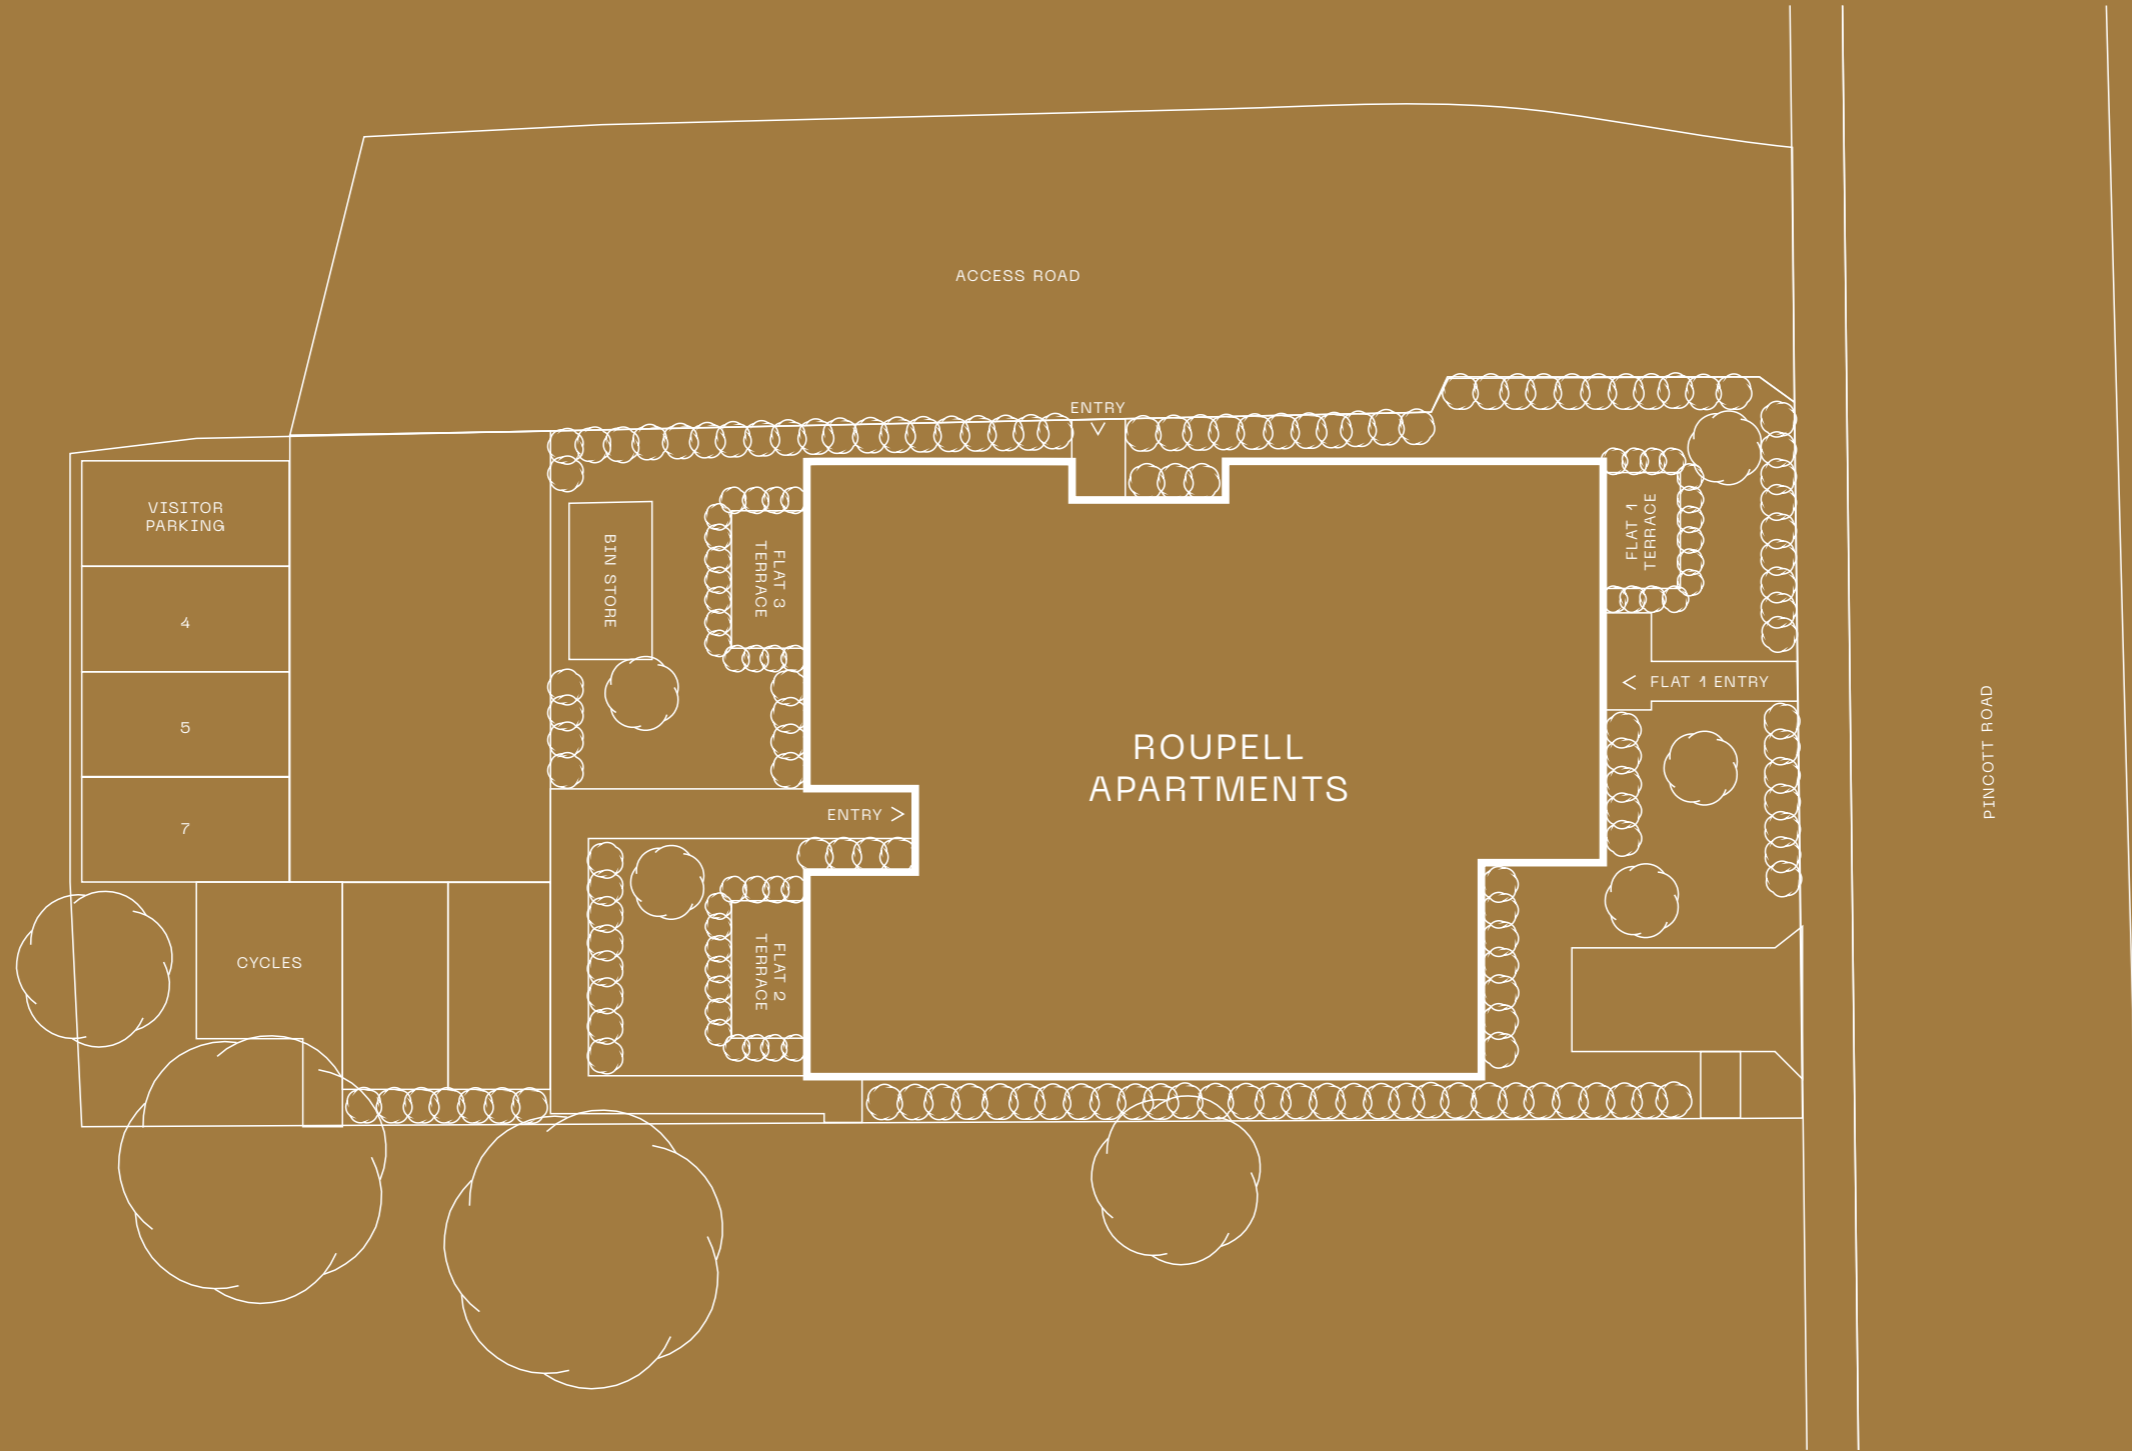 ACCESS ROAD
ENTRY
VISITOR
PARKING
4
5
7
BIN STORE
FLAT 3
TERRACE
FLAT 1
TERRACE
FLAT 1 ENTRY
PINCOTT ROAD
ROUPELL
APARTMENTS
ENTRY
CYCLES
FLAT 2
TERRACE